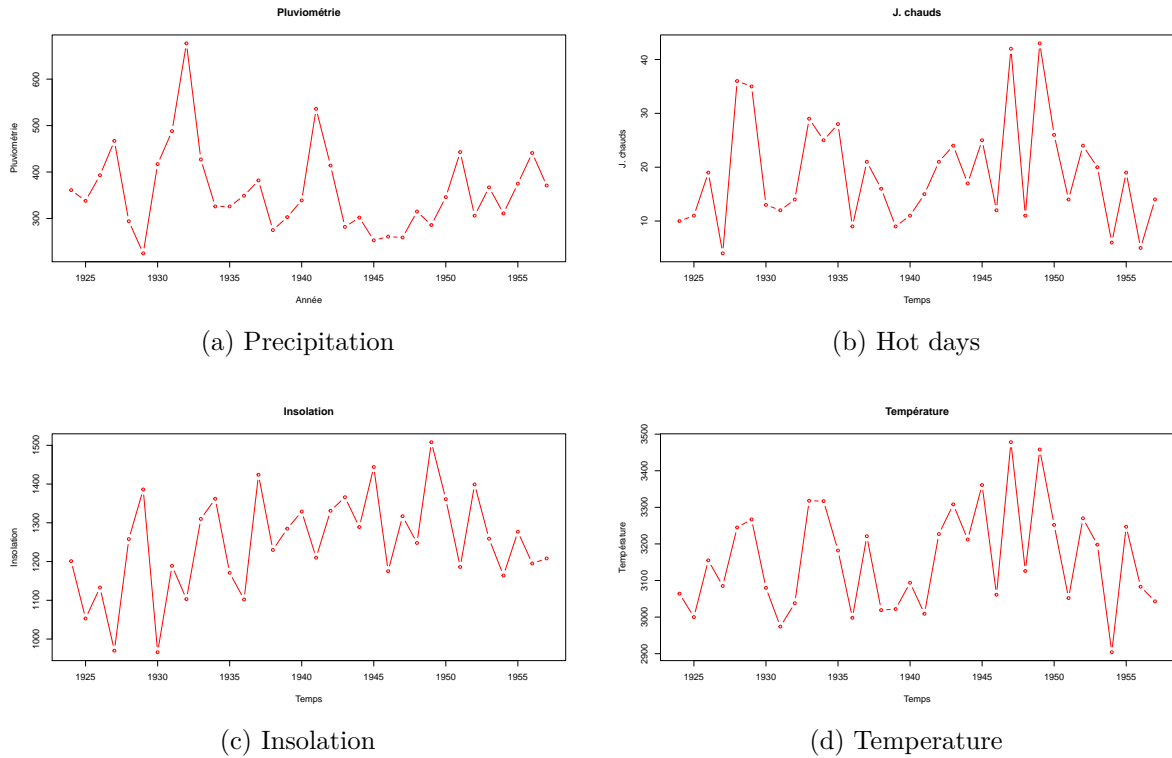 Pluviométrie
Pluviométrie
600
500
400
300
1925 1930 1935 1940 1945 1950 1955
Année
(a) Precipitation
J. chauds
J. chauds
40
30
20
10
1925 1930 1935 1940 1945 1950 1955
Temps
(b) Hot days
Insolation
Insolation
1500
1400
1300
1200
1100
1000
1925 1930 1935 1940 1945 1950 1955
Temps
(c) Insolation
Température
Température
3500
3400
3300
3200
3100
3000
2900
1925 1930 1935 1940 1945 1950 1955
Temps
(d) Temperature